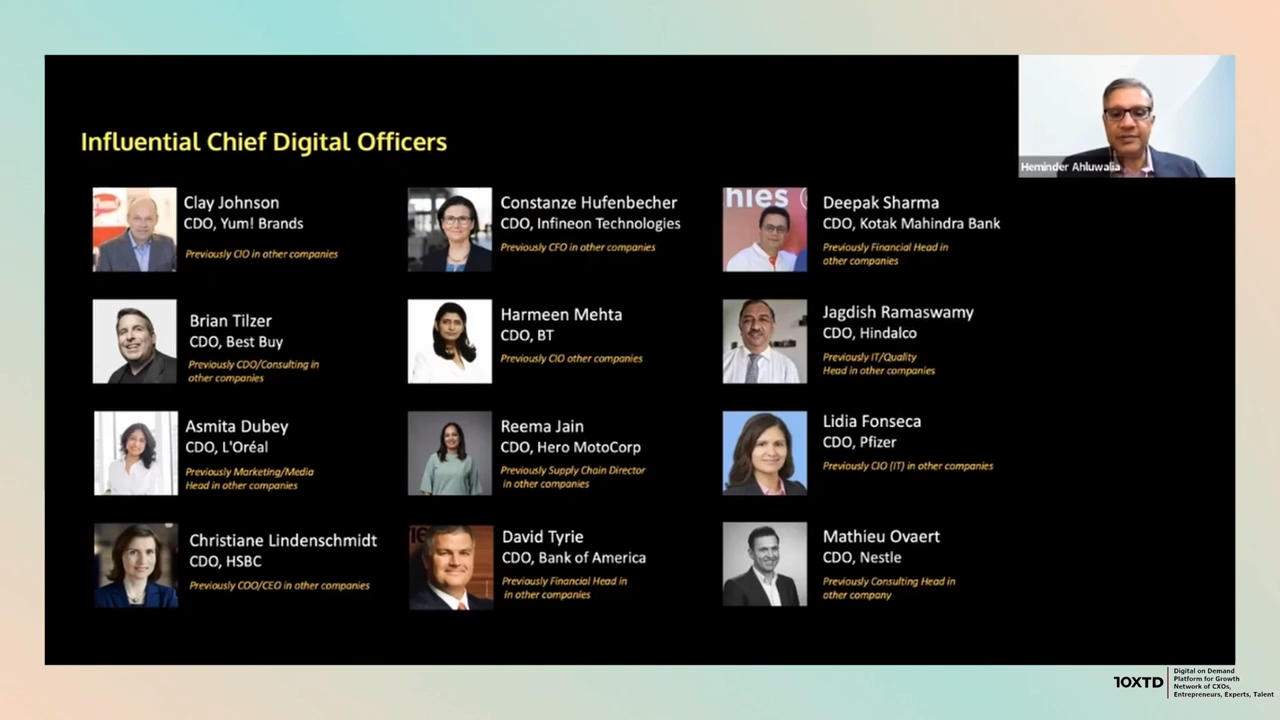 Influential Chief Digital Officers
Heminder Ahluwalia
Clay Johnson
CDO, Yum! Brands
Previously CIO in other companies
Constanze Hufenbecher
CDO, Infineon Technologies
Previously CFO in other companies
hies
Deepak Sharma
CDO, Kotak Mahindra Bank
Previously Financial Head in
other companies
Brian Tilzer
CDO, Best Buy
Previously CDO/Consulting in
other companies
Harmeen Mehta
CDO, BT
Previously CIO other companies
Jagdish Ramaswamy
CDO, Hindalco
Previously IT/Quality
Head in other companies
Asmita Dubey
CDO, L'Oréal
Previously Marketing/Media
Head in other companies
Reema Jain
CDO, Hero MotoCorp
Previously Supply Chain Director
in other companies
Lidia Fonseca
CDO, Pfizer
Previously CIO (IT) in other companies
Christiane Lindenschmidt
CDO, HSBC
Previously COO/CEO in other companies
David Tyrie
CDO, Bank of America
Previously Financial Head in
in other companies
Mathieu Ovaert
CDO, Nestle
Previously Consulting Head in
other company
10XTD
Digital on Demand
Platform for Growth
Network of CXOs,
Entrepreneurs, Experts, Talent